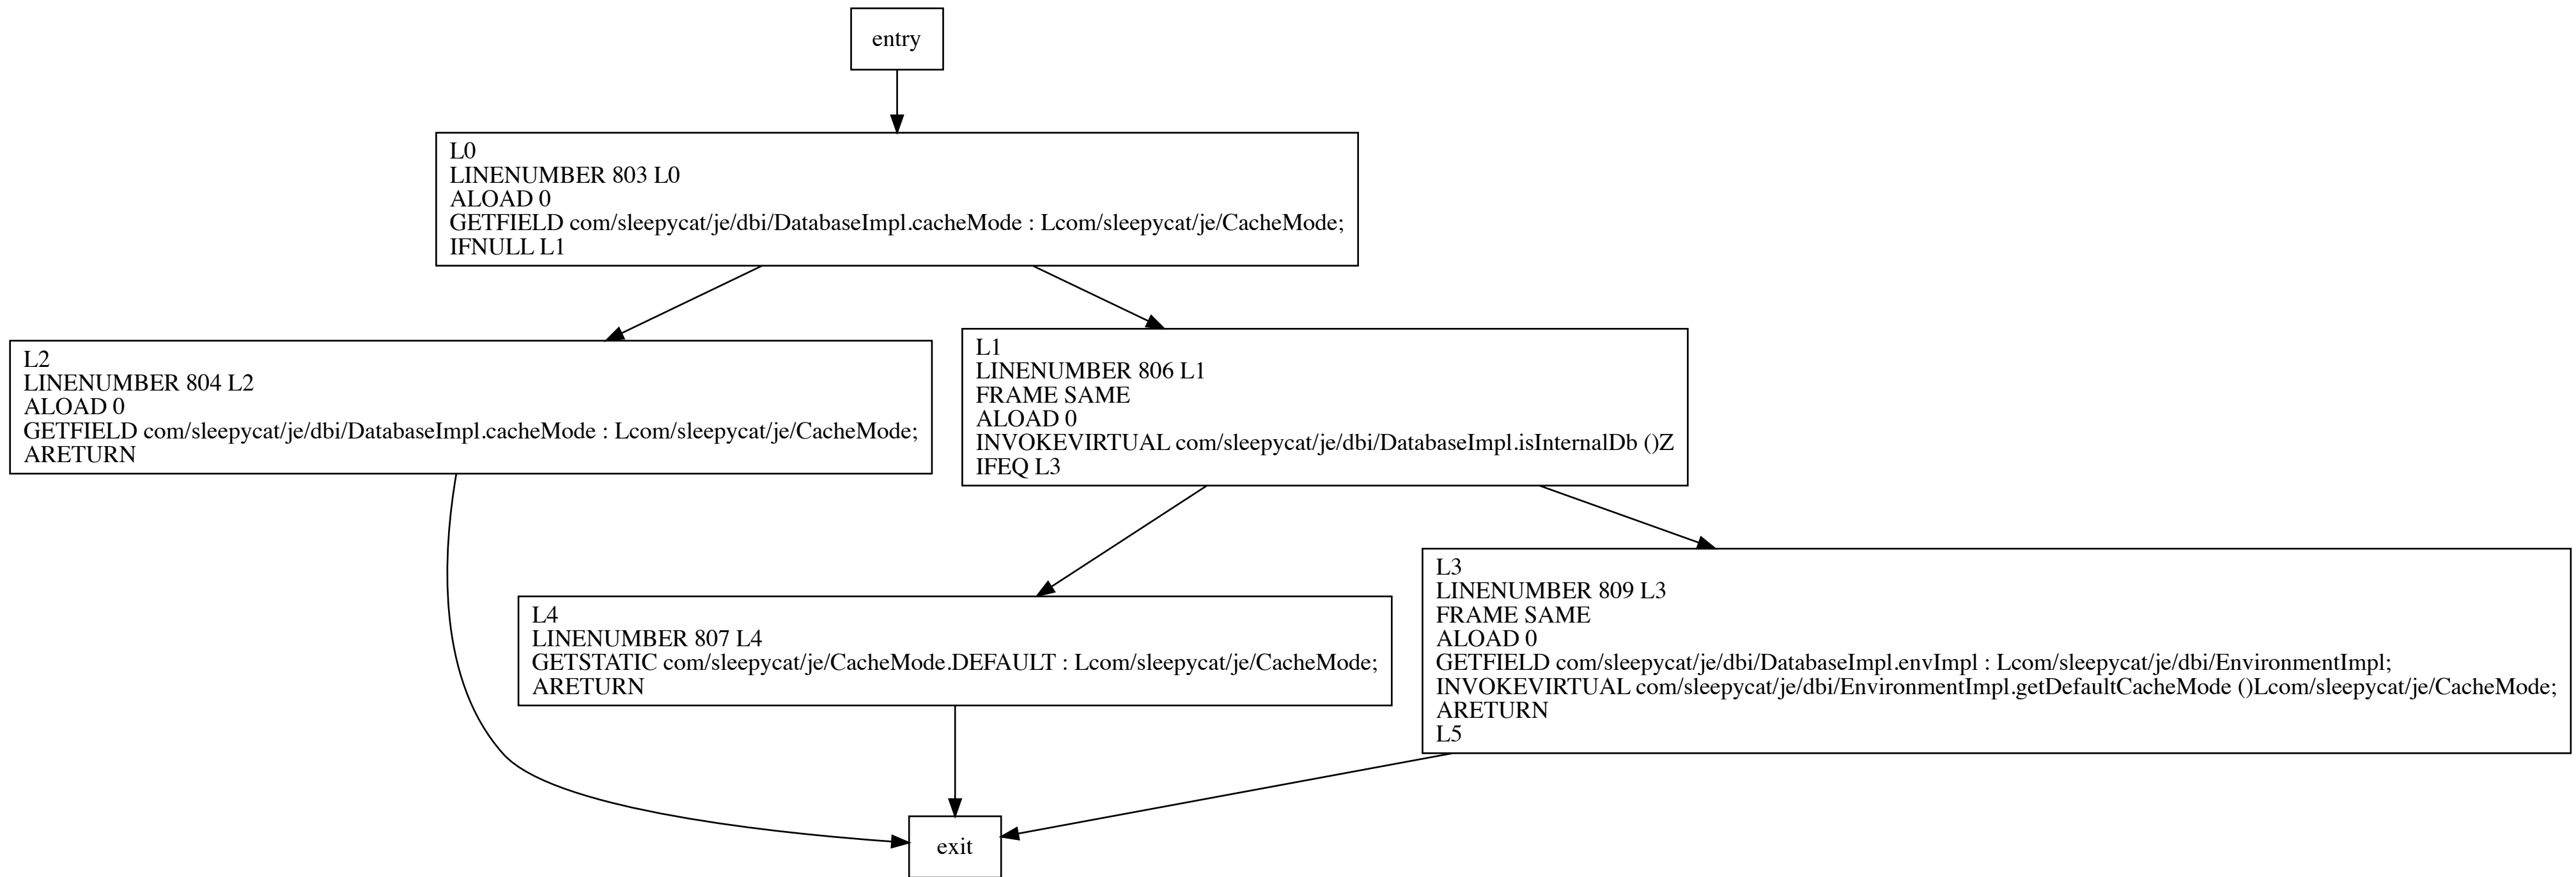 entry
L0
LINENUMBER 803 L0
ALOAD 0
GETFIELD com/sleepycat/je/dbi/DatabaseImpl.cacheMode : Lcom/sleepycat/je/CacheMode;
IFNULL L1
L2
LINENUMBER 804 L2
ALOAD 0
GETFIELD com/sleepycat/je/dbi/DatabaseImpl.cacheMode : Lcom/sleepycat/je/CacheMode;
ARETURN
L1
LINENUMBER 806 L1
FRAME SAME
ALOAD 0
INVOKEVIRTUAL com/sleepycat/je/dbi/DatabaseImpl.isInternalDb ()Z
IFEQ L3
L4
LINENUMBER 807 L4
GETSTATIC com/sleepycat/je/CacheMode.DEFAULT : Lcom/sleepycat/je/CacheMode;
ARETURN
L3
LINENUMBER 809 L3
FRAME SAME
ALOAD 0
GETFIELD com/sleepycat/je/dbi/DatabaseImpl.envImpl : Lcom/sleepycat/je/dbi/EnvironmentImpl;
INVOKEVIRTUAL com/sleepycat/je/dbi/EnvironmentImpl.getDefaultCacheMode ()Lcom/sleepycat/je/CacheMode;
ARETURN
L5
exit